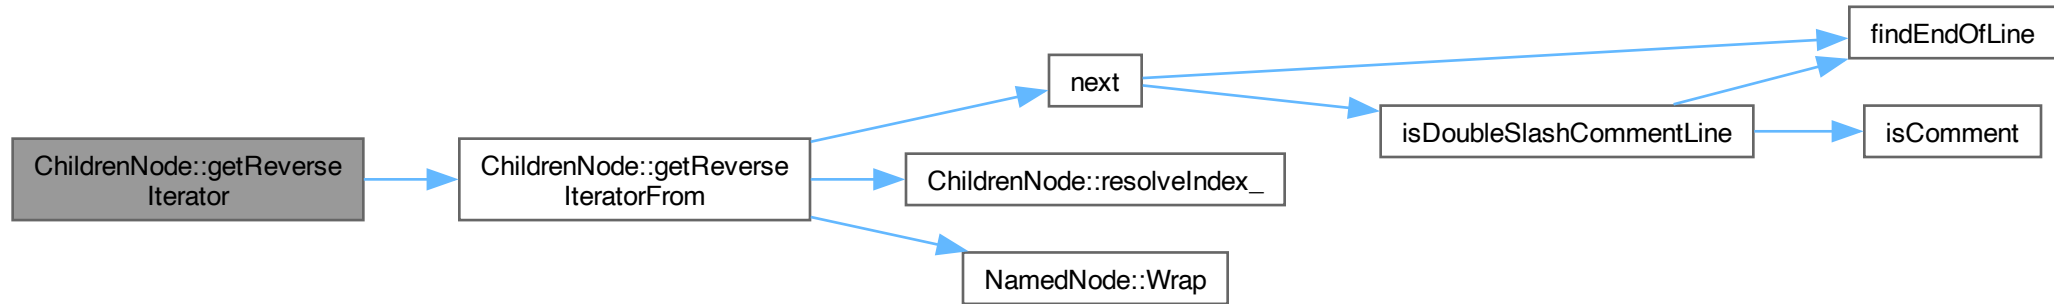 ChildrenNode::getReverse
Iterator
ChildrenNode::getReverse
IteratorFrom
next
ChildrenNode::resolveIndex_
NamedNode::Wrap
findEndOfLine
isDoubleSlashCommentLine
isComment